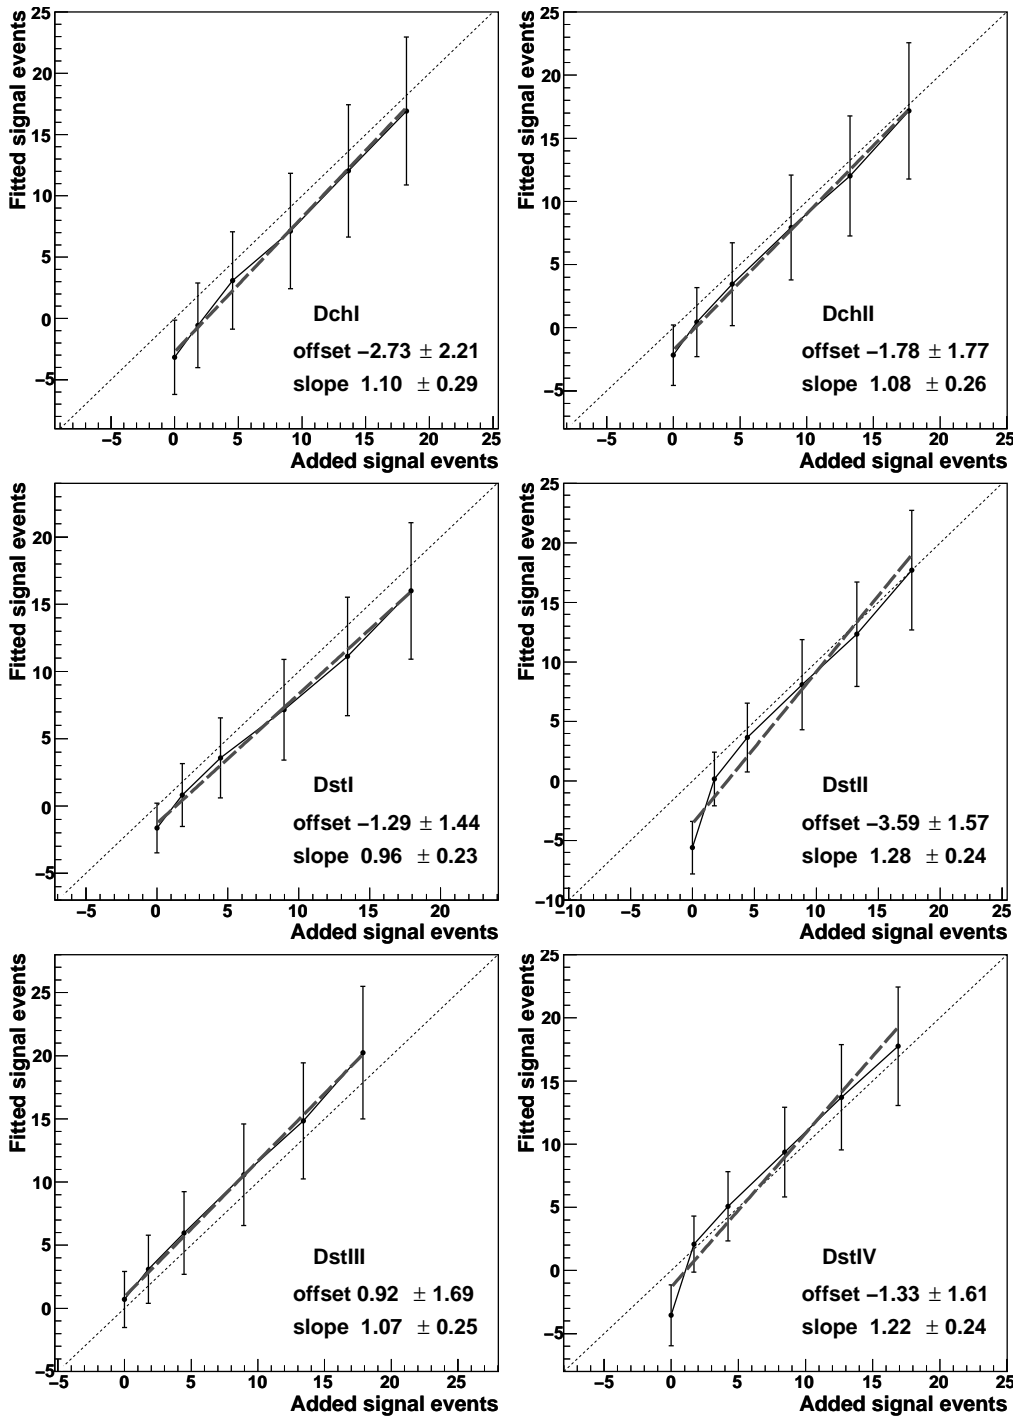 Fitted signal events
25
20
15
10
5
0
−5
DchI
offset −2.73 ± 2.21
slope 1.10 ± 0.29
−5 0 5 10 15 20 25
Added signal events
Fitted signal events
25
20
15
10
5
0
−5
DchII
offset −1.78 ± 1.77
slope 1.08 ± 0.26
−5 0 5 10 15 20 25
Added signal events
Fitted signal events
20
15
10
5
0
−5
DstI
offset −1.29 ± 1.44
slope 0.96 ± 0.23
−5 0 5 10 15 20
Added signal events
Fitted signal events
25
20
15
10
5
0
−5
−10
DstII
offset −3.59 ± 1.57
slope 1.28 ± 0.24
−10 −5 0 5 10 15 20 25
Added signal events
Fitted signal events
25
20
15
10
5
0
−5
DstIII
offset 0.92 ± 1.69
slope 1.07 ± 0.25
−5 0 5 10 15 20 25
Added signal events
Fitted signal events
25
20
15
10
5
0
−5
DstIV
offset −1.33 ± 1.61
slope 1.22 ± 0.24
−5 0 5 10 15 20 25
Added signal events